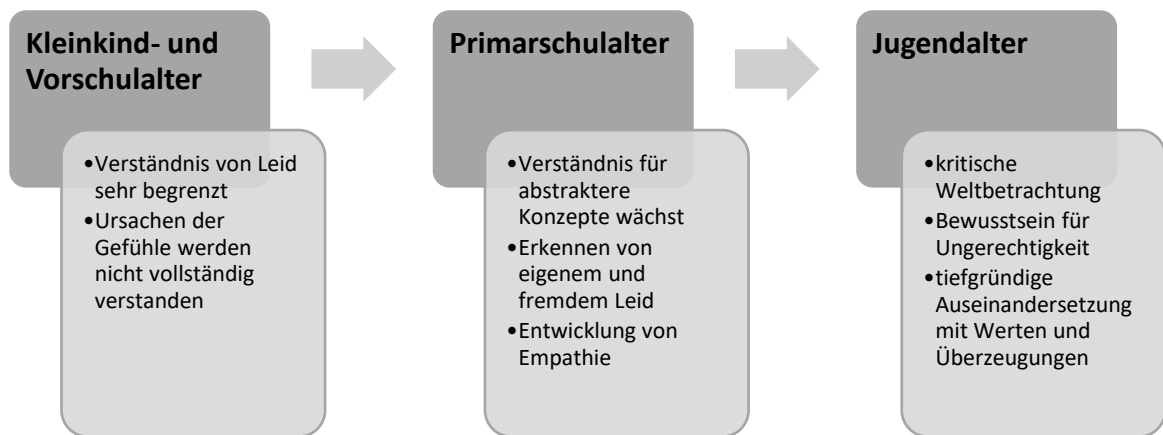 Kleinkind- und
Vorschulalter
•Verständnis von Leid
sehr begrenzt
•Ursachen der
Gefühle werden
nicht vollständig
verstanden
Primarschulalter
•Verständnis für
abstraktere
Konzepte wächst
•Erkennen von
eigenem und
fremdem Leid
•Entwicklung von
Empathie
Jugendalter
•kritische
Weltbetrachtung
•Bewusstsein für
Ungerechtigkeit
•tiefgründige
Auseinandersetzung
mit Werten und
Überzeugungen